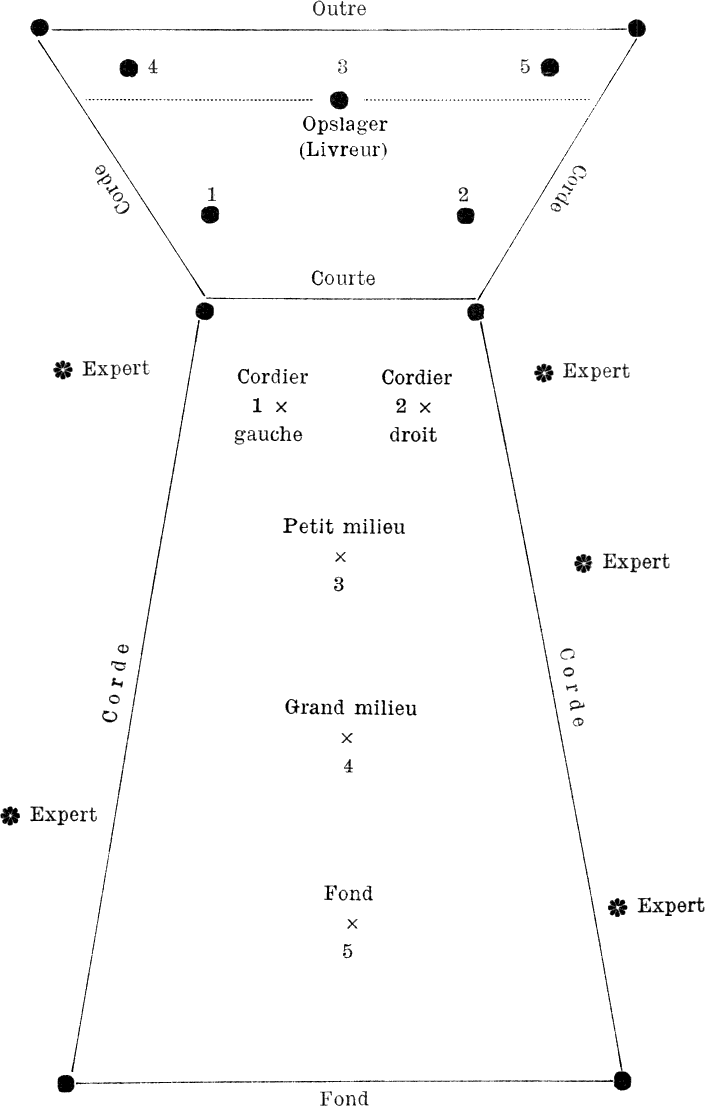 Outre
4 3 5
Opslager
(Livreur)
Corde Corde
1 2
Courte
Expert Expert
Cordier Cordier
1 × 2 ×
gauche droit
Petit milieu
×
3
Expert
Corde Corde
Grand milieu
×
4
Expert
Fond
×
5
Expert
Fond